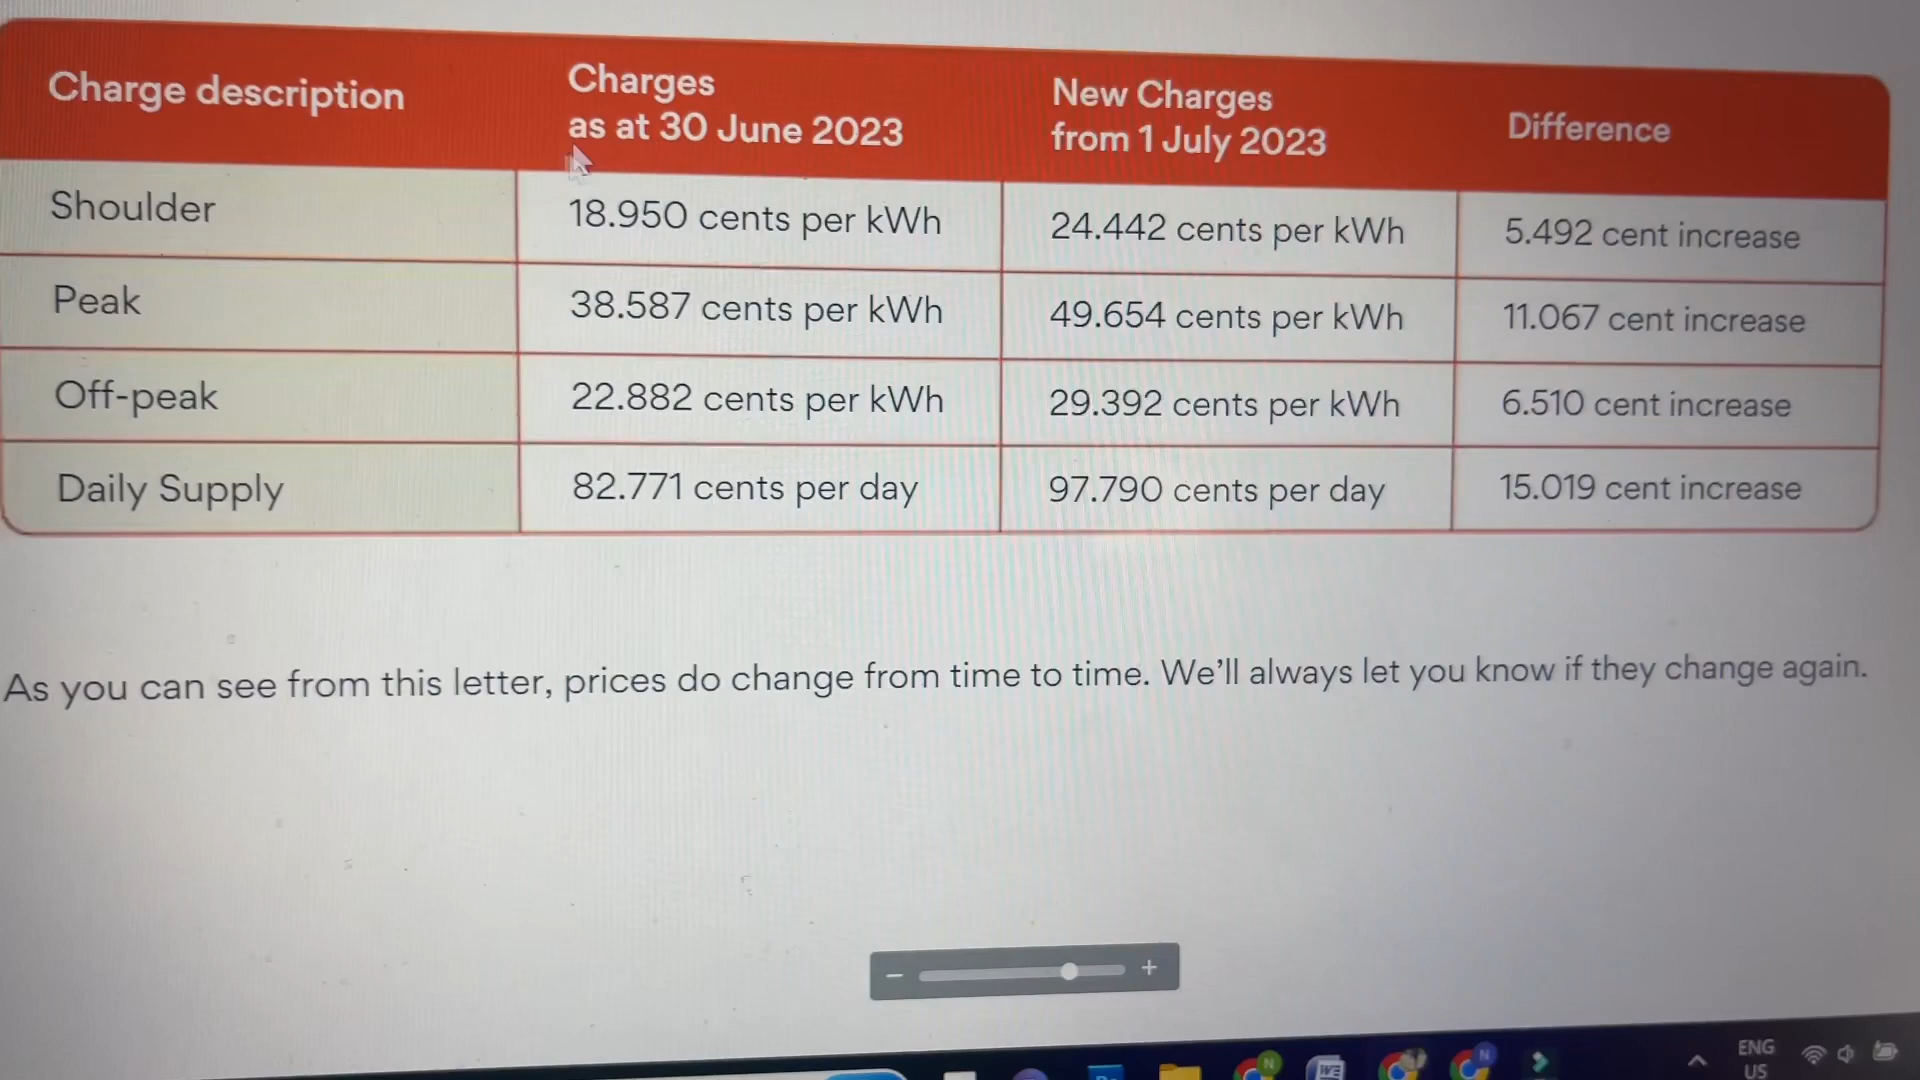 Charge description
Charges
as at 30 June 2023
New Charges
from 1 July 2023
Difference
Shoulder
18.950 cents per kWh
24.442 cents per kWh
5.492 cent increase
Peak
38.587 cents per kWh
49.654 cents per kWh
11.067 cent increase
Off-peak
22.882 cents per kWh
29.392 cents per kWh
6.510 cent increase
Daily Supply
82.771 cents per day
97.790 cents per day
15.019 cent increase
As you can see from this letter, prices do change from time to time. We'll always let you know if they change again.
ENG
US
N
N